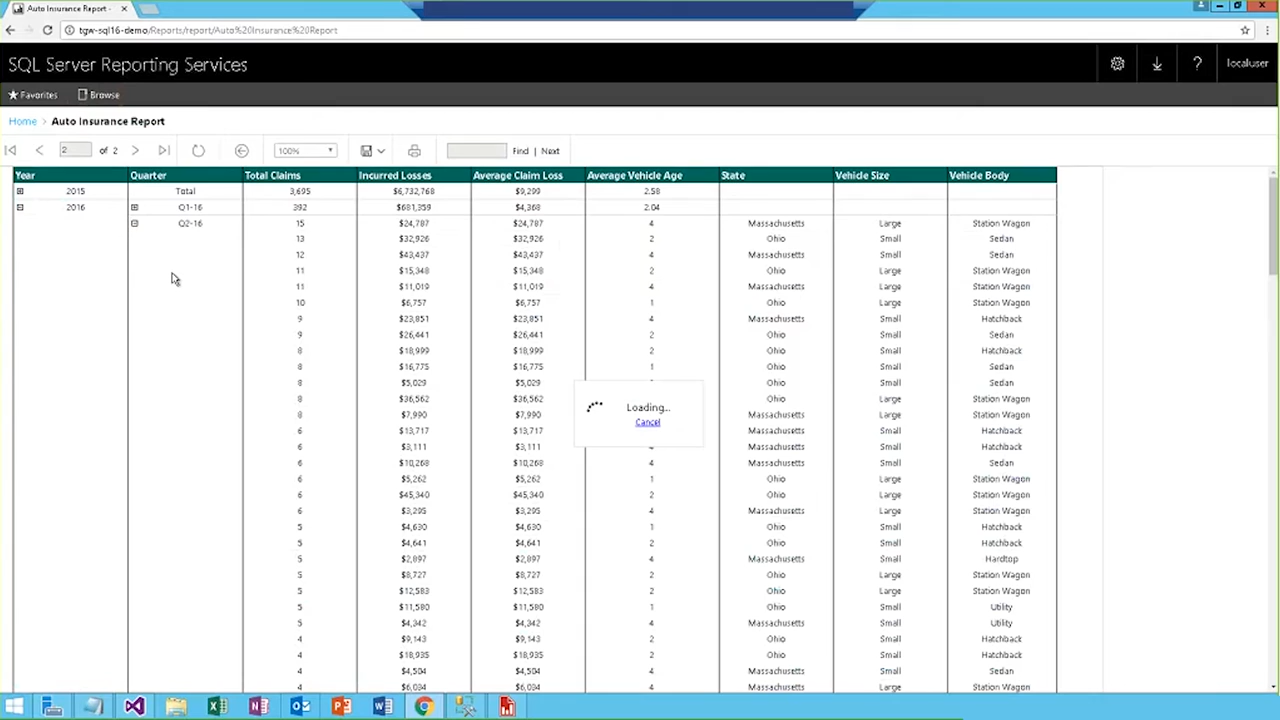 Auto Insurance Report -
tgw-sql16-demo/Reports/report/Auto%20Insurance%20Report
SQL Server Reporting Services
? localuser
Favorites Browse
Home > Auto Insurance Report
2 of 2 100% Find | Next
Year Quarter Total Claims Incurred Losses Average Claim Loss Average Vehicle Age State Vehicle Size Vehicle Body
2015 Total 3,695 $6,732,768 $9,299 2.58
2016 Q1-16 392 $681,359 $4,368 2.04
Q2-16 15 $24,787 $24,787 4 Massachusetts Large Station Wagon
13 $32,926 $32,926 2 Ohio Small Sedan
12 $43,437 $43,437 4 Massachusetts Small Sedan
11 $15,348 $15,348 2 Ohio Large Station Wagon
11 $11,019 $11,019 4 Massachusetts Large Station Wagon
10 $6,757 $6,757 1 Ohio Large Station Wagon
9 $23,851 $23,851 4 Massachusetts Small Hatchback
9 $26,441 $26,441 2 Ohio Small Sedan
8 $18,999 $18,999 2 Ohio Small Hatchback
8 $16,775 $16,775 1 Ohio Small Sedan
8 $5,029 $5,029 Ohio Small Sedan
8 $36,562 $36,562 Ohio Large Station Wagon
Loading...
8 $7,990 $7,990 Massachusetts Large Station Wagon
Cancel
6 $13,717 $13,717 Massachusetts Small Hatchback
6 $3,111 $3,111 Massachusetts Small Hatchback
6 $10,268 $10,268 4 Massachusetts Small Sedan
6 $5,262 $5,262 1 Ohio Large Station Wagon
6 $45,340 $45,340 2 Ohio Large Station Wagon
6 $3,295 $3,295 4 Massachusetts Large Station Wagon
5 $4,630 $4,630 1 Ohio Small Hatchback
5 $4,641 $4,641 2 Ohio Small Hatchback
5 $2,897 $2,897 4 Massachusetts Small Hardtop
5 $8,727 $8,727 2 Ohio Large Station Wagon
5 $12,583 $12,583 2 Ohio Large Station Wagon
5 $11,580 $11,580 1 Ohio Small Utility
5 $4,342 $4,342 4 Massachusetts Small Utility
4 $9,143 $9,143 2 Ohio Small Hatchback
4 $18,935 $18,935 2 Ohio Small Hatchback
4 $4,504 $4,504 4 Massachusetts Small Sedan
4 $6,034 $6,034 4 Massachusetts Large Station Wagon